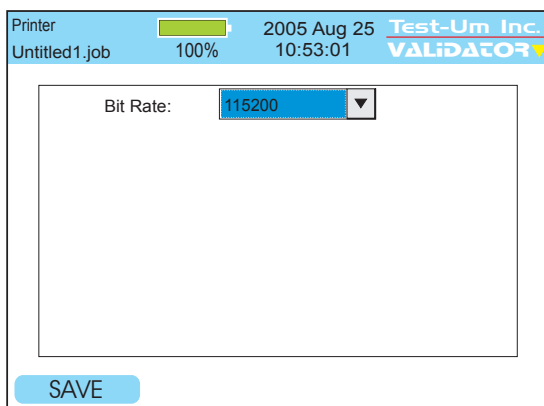 Printer 2005 Aug 25 Test-Um Inc.
Untitled1.job 100% 10:53:01 VALiDATOR
Bit Rate: 115200
SAVE